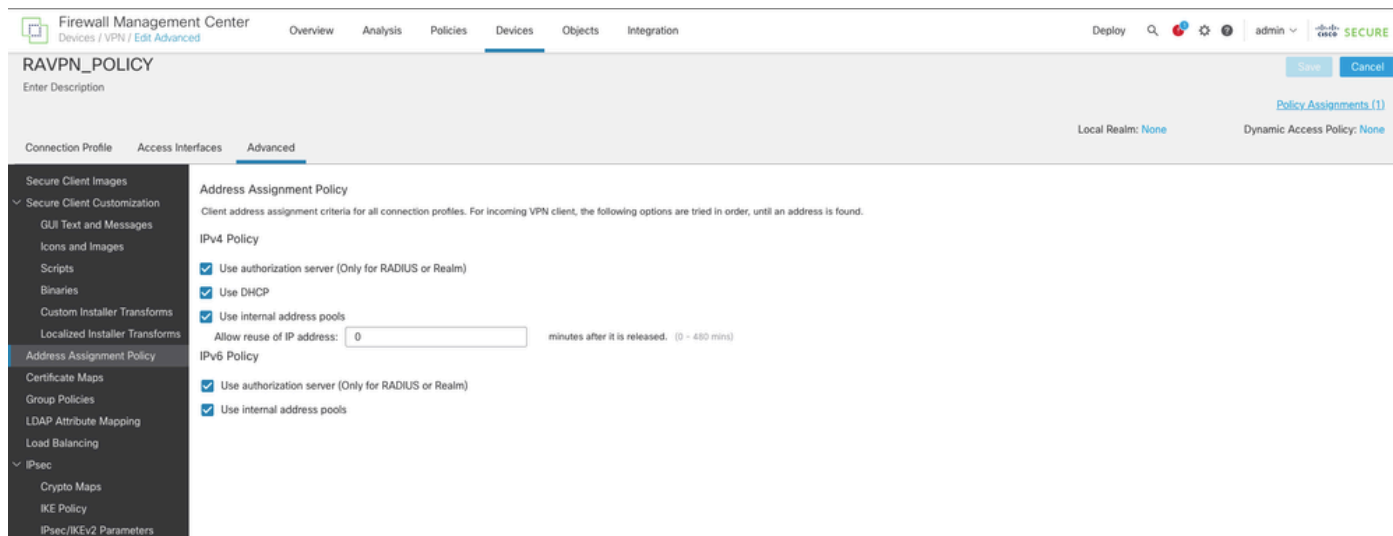 Firewall Management Center
Devices / VPN / Edit Advanced
Overview Analysis Policies Devices Objects Integration
Deploy admin CISCO SECURE
RAVPN_POLICY
Save Cancel
Enter Description
Policy Assignments (1)
Local Realm: None Dynamic Access Policy: None
Connection Profile Access Interfaces Advanced
Secure Client Images
Secure Client Customization
GUI Text and Messages
Icons and Images
Scripts
Binaries
Custom Installer Transforms
Localized Installer Transforms
Address Assignment Policy
Certificate Maps
Group Policies
LDAP Attribute Mapping
Load Balancing
IPsec
Crypto Maps
IKE Policy
IPsec/IKEv2 Parameters
Address Assignment Policy
Client address assignment criteria for all connection profiles. For incoming VPN client, the following options are tried in order, until an address is found.
IPv4 Policy
Use authorization server (Only for RADIUS or Realm)
Use DHCP
Use internal address pools
Allow reuse of IP address: 0 minutes after it is released. (0 - 480 mins)
IPv6 Policy
Use authorization server (Only for RADIUS or Realm)
Use internal address pools